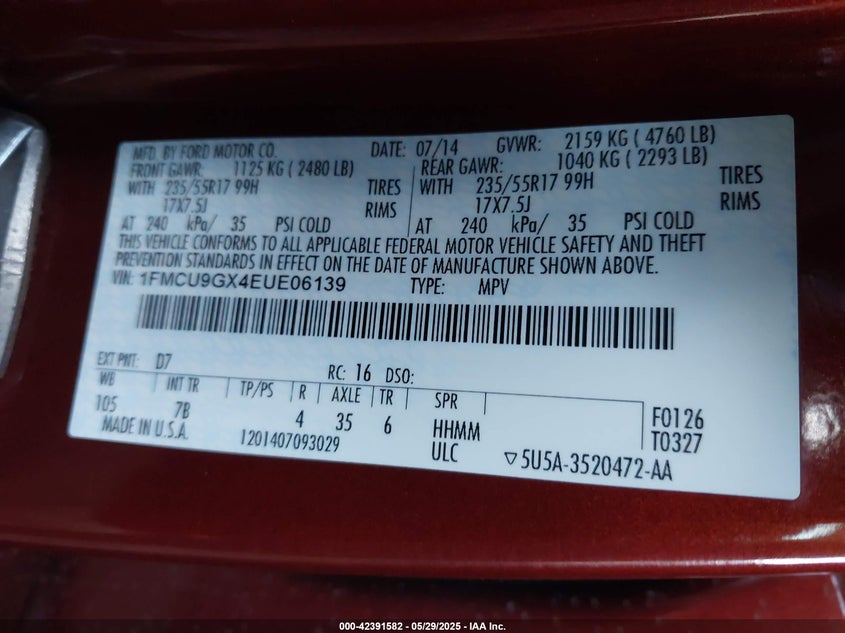 MFD. BY FORD MOTOR CO. DATE: 07/14 GVWR: 2159 KG ( 4760 LB)
FRONT GAWR: 1125 KG ( 2480 LB) REAR GAWR: 1040 KG ( 2293 LB)
WITH 235/55R17 99H TIRES WITH 235/55R17 99H TIRES
17X7.5J RIMS 17X7.5J RIMS
AT 240 kPa/ 35 PSI COLD AT 240 kPa/ 35 PSI COLD
THIS VEHICLE CONFORMS TO ALL APPLICABLE FEDERAL MOTOR VEHICLE SAFETY AND THEFT
PREVENTION STANDARDS IN EFFECT ON THE DATE OF MANUFACTURE SHOWN ABOVE.
VIN: 1FMCU9GX4EUE06139 TYPE: MPV
EXT PNT: D7 RC: 16 DSO:
WB INT TR TP/PS R AXLE TR SPR
105 7B 4 35 6 HHMM F0126
MADE IN U.S.A. 1201407093029 ULC ▽5U5A-3520472-AA T0327
000-42391582 - 05/29/2025 - IAA Inc.